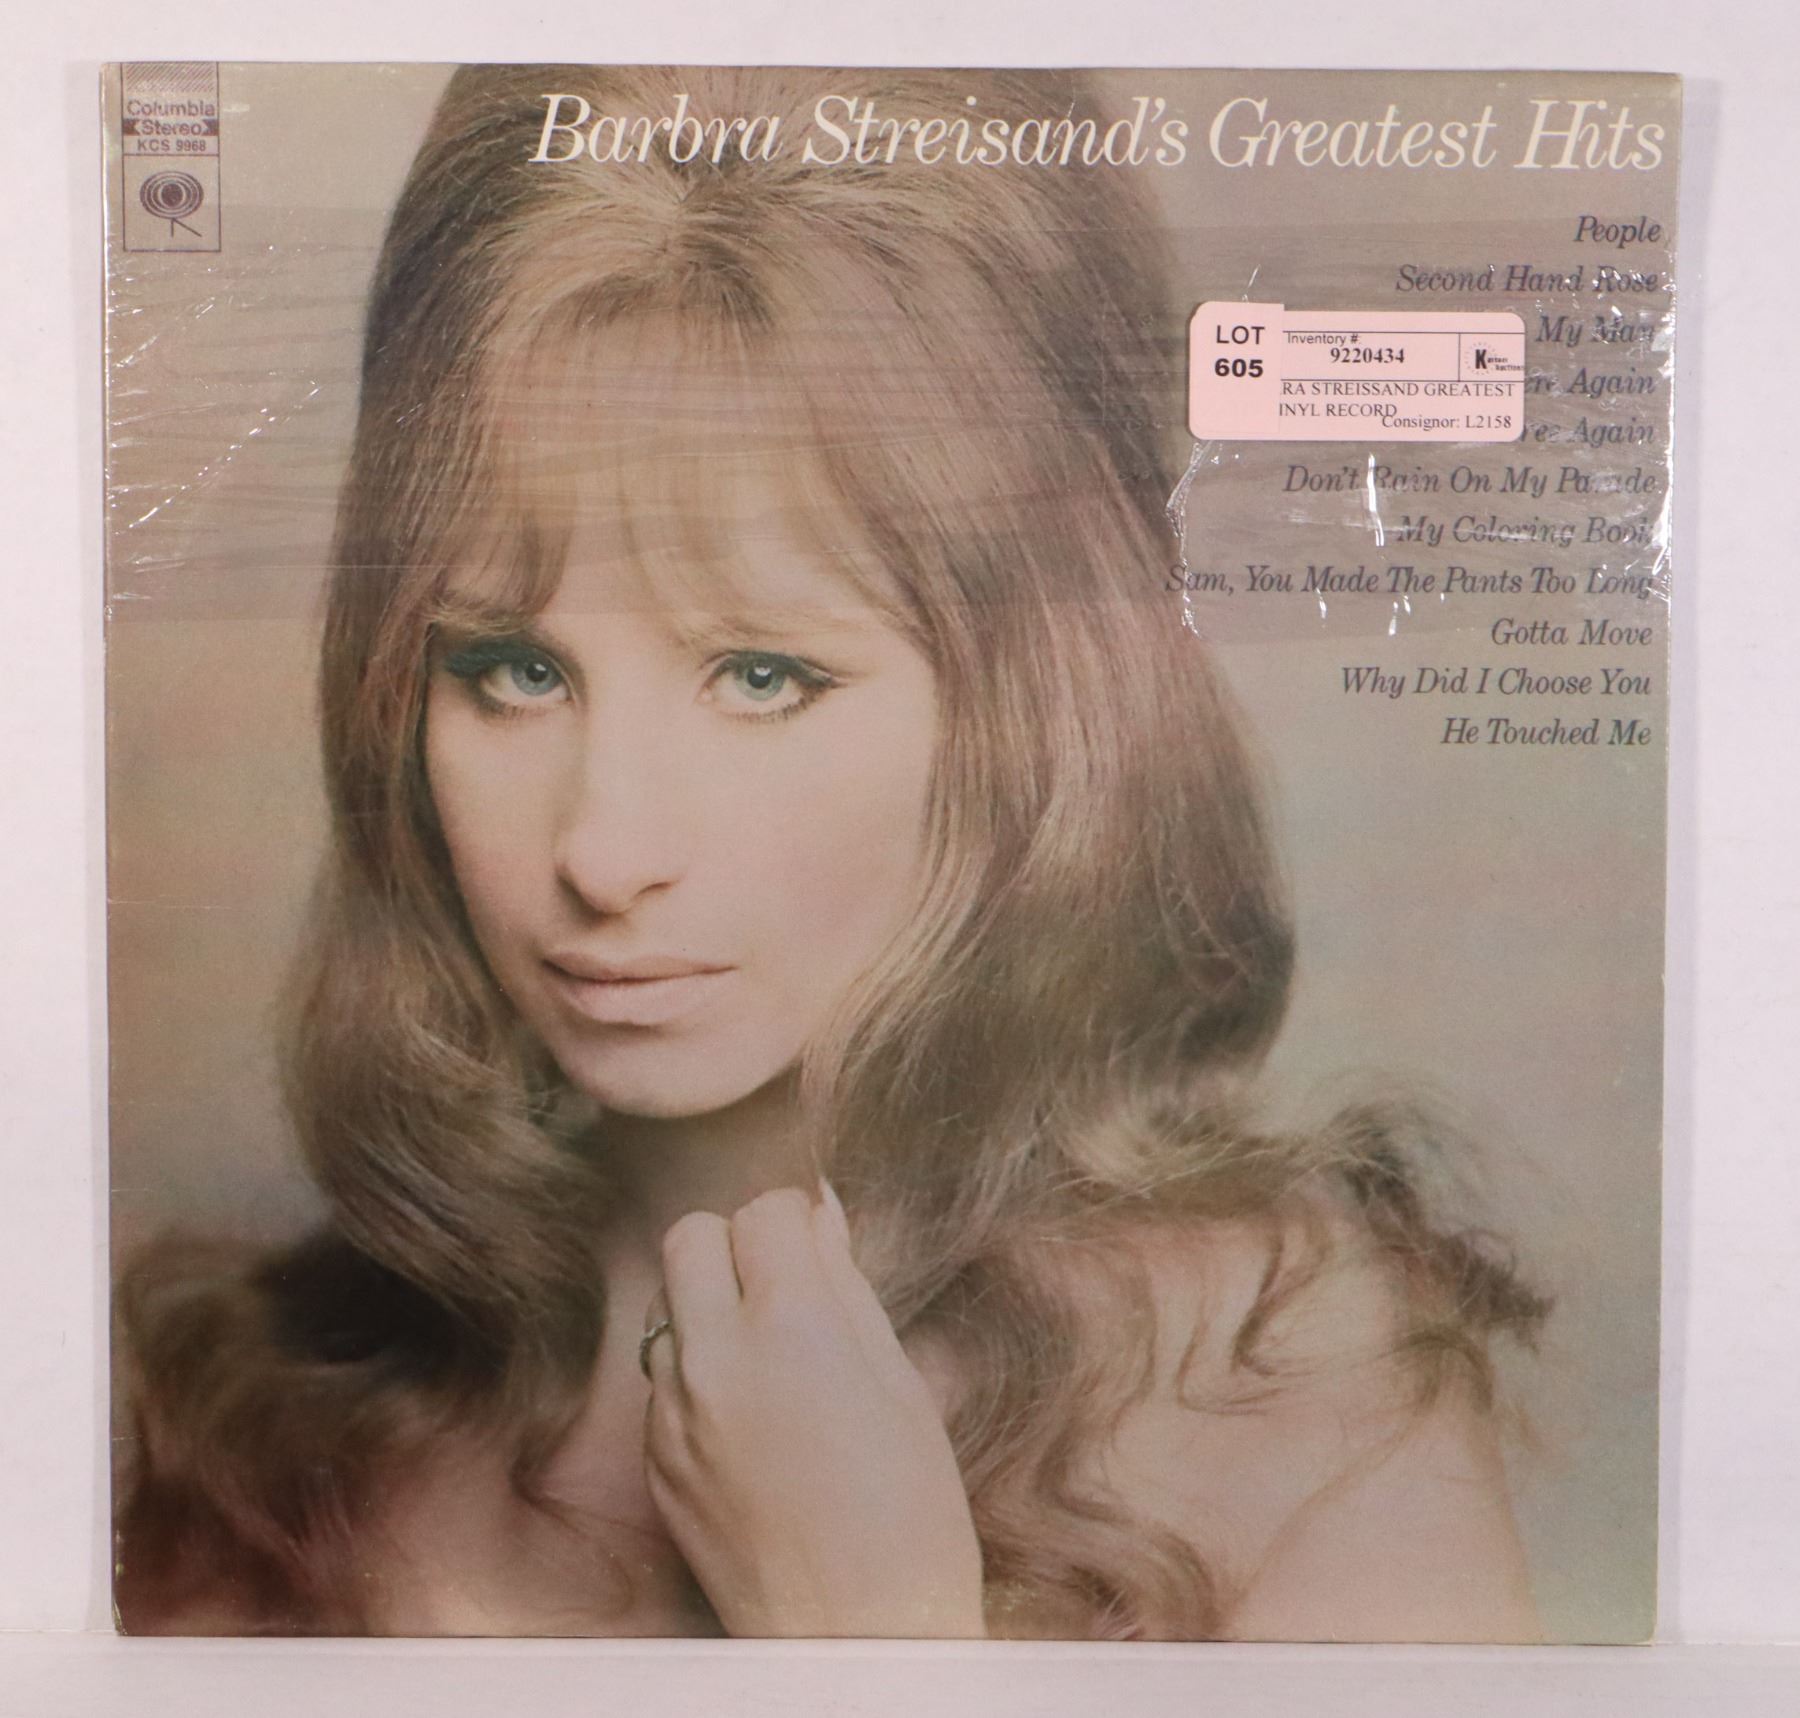 Columbia
Stereo
KCS 9968
Barbra Streisand's Greatest Hits
People
Second Hand Rose
My Man
Again
Again
Don't Rain On My Parade
My Coloring Book
Sam, You Made The Pants Too Long
Gotta Move
Why Did I Choose You
He Touched Me
LOT
605
Inventory #:
9220434
RA STREISSAND GREATEST
INYL RECORD
Consignor: L2158